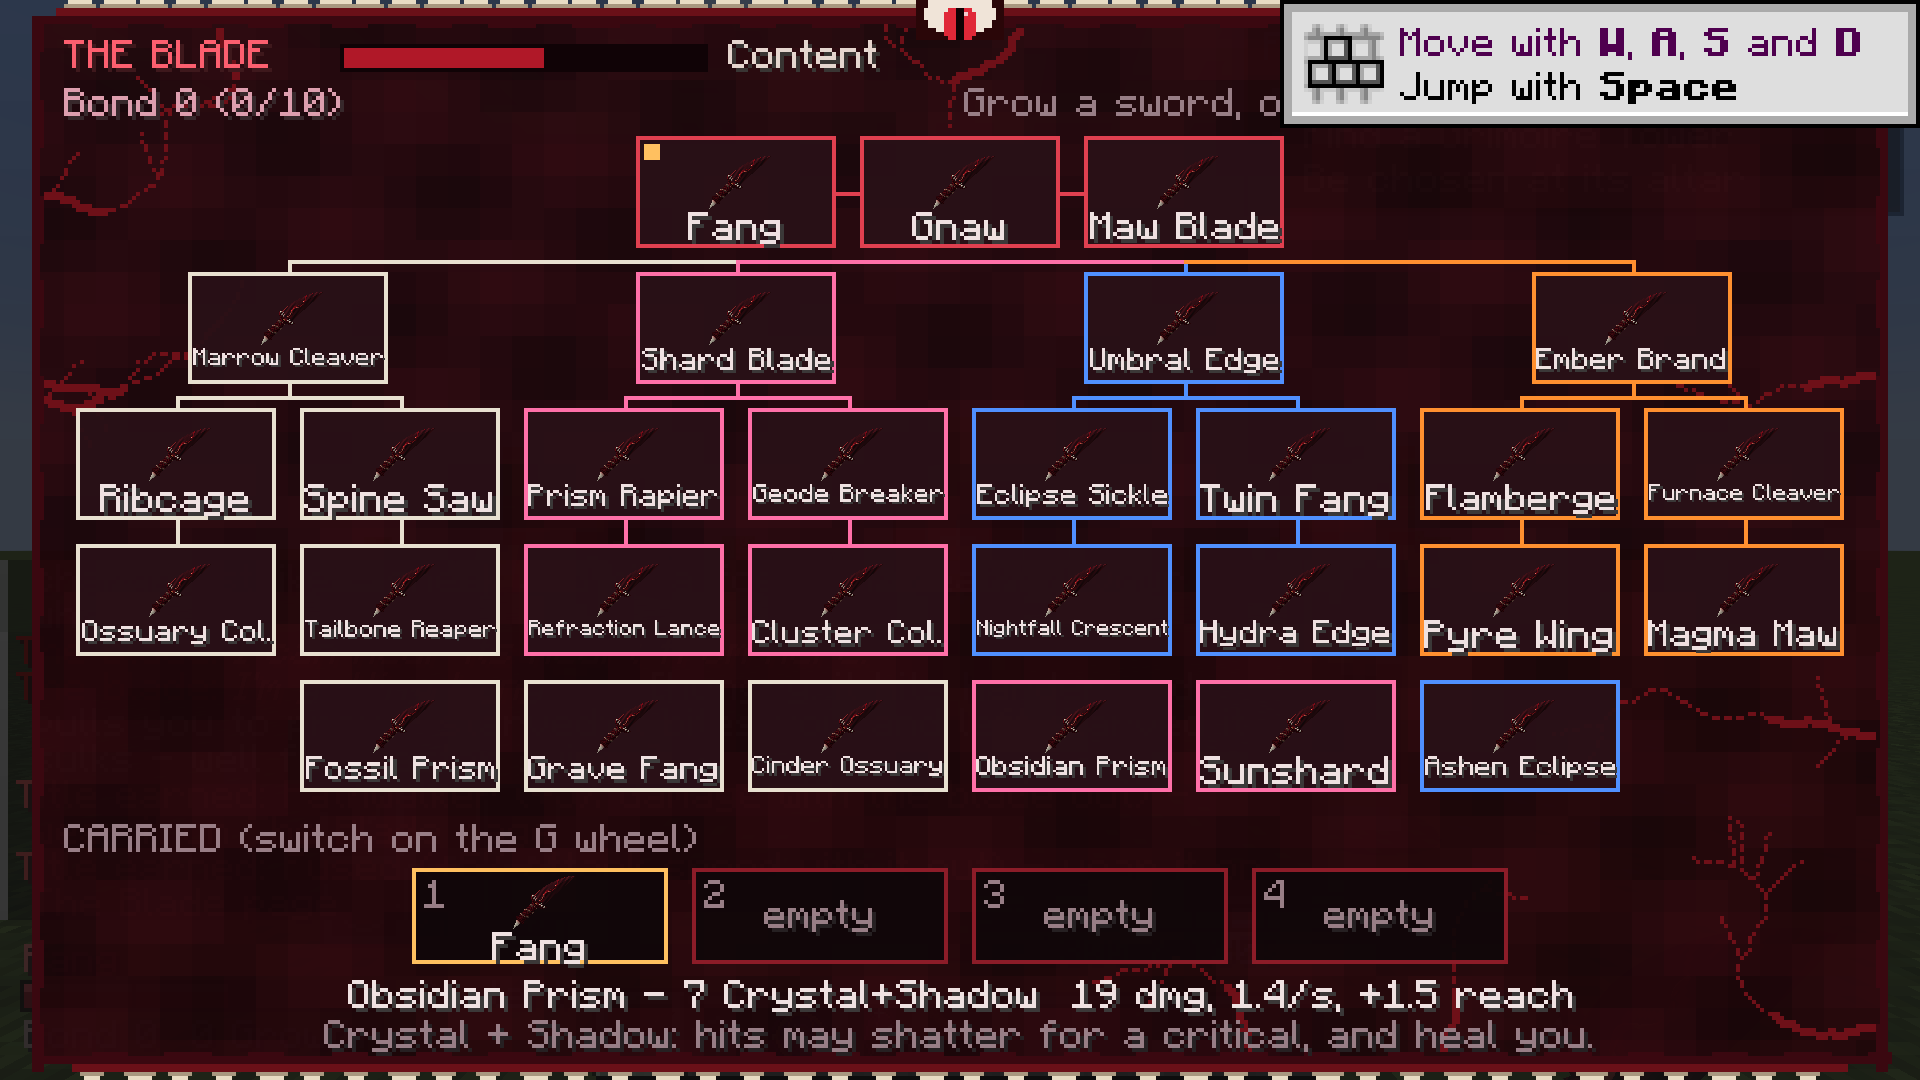 THE BLADE
Content
Bond 0 (0/10)
Grow a sword, o
Move with W, A, S and D
Jump with Space
Fang
Gnaw
Maw Blade
Marrow Cleaver
Shard Blade
Umbral Edge
Ember Brand
Ribcage
Spine Saw
Prism Rapier
Geode Breaker
Eclipse Sickle
Twin Fang
Flamberge
Furnace Cleaver
Ossuary Col.
Tailbone Reaper
Refraction Lance
Cluster Col.
Nightfall Crescent
Hydra Edge
Pyre Wing
Magma Maw
Fossil Prism
Grave Fang
Cinder Ossuary
Obsidian Prism
Sunshard
Ashen Eclipse
CARRIED (switch on the G wheel)
1
Fang
2
empty
3
empty
4
empty
Obsidian Prism - ? Crystal+Shadow 19 dmg, 1.4/s, +1.5 reach
Crystal + Shadow: hits may shatter for a critical, and heal you.